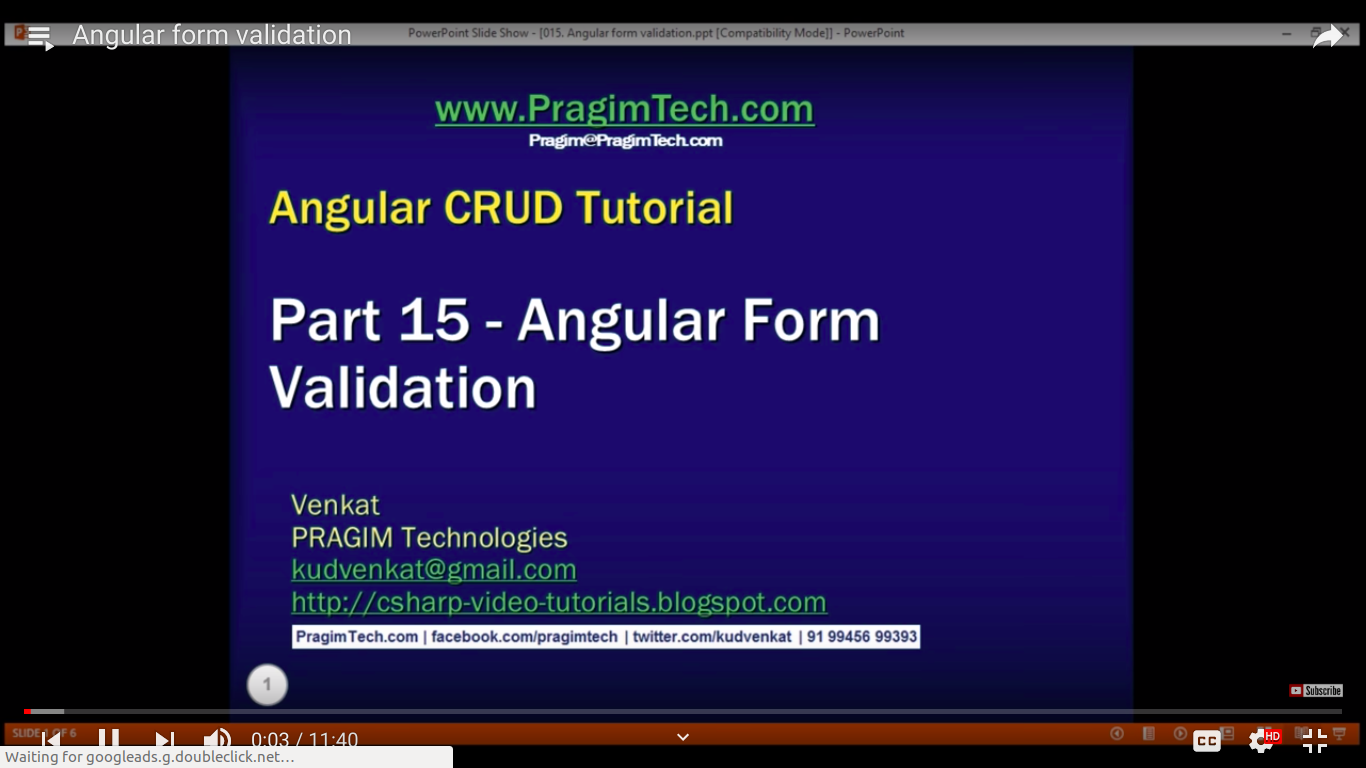 Angular form validation
PowerPoint Slide Show - [015. Angular form validation.ppt [Compatibility Mode]] - PowerPoint
www.PragimTech.com
Pragim@PragimTech.com
Angular CRUD Tutorial
Part 15 - Angular Form
Validation
Venkat
PRAGIM Technologies
kudvenkat@gmail.com
http://csharp-video-tutorials.blogspot.com
PragimTech.com | facebook.com/pragimtech | twitter.com/kudvenkat | 91 99456 99393
1
Subscribe
SLIDE 1 OF 6
0:03 / 11:40
CC
HD
Waiting for googleads.g.doubleclick.net…